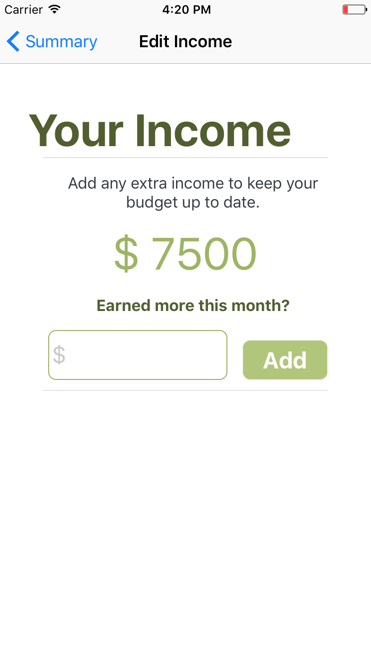 Carrier 4:20 PM
Summary Edit Income
Your Income
Add any extra income to keep your
budget up to date.
$ 7500
Earned more this month?
$ Add